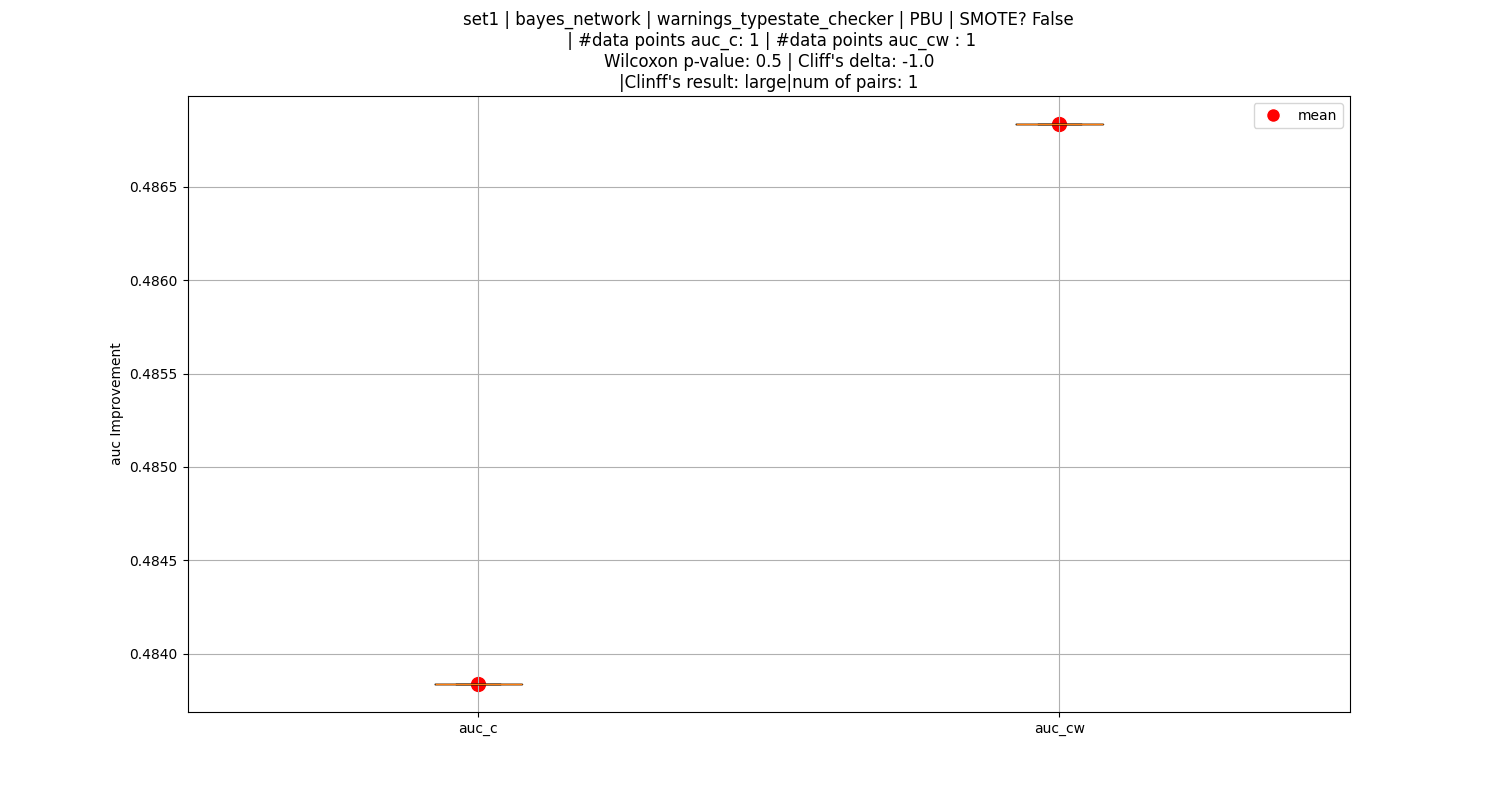 set1 | bayes_network | warnings_typestate_checker | PBU | SMOTE? False
| #data points auc_c: 1 | #data points auc_cw : 1
Wilcoxon p-value: 0.5 | Cliff's delta: -1.0
|Clinff's result: large|num of pairs: 1
mean
auc Improvement
0.4865
0.4860
0.4855
0.4850
0.4845
0.4840
auc_c
auc_cw